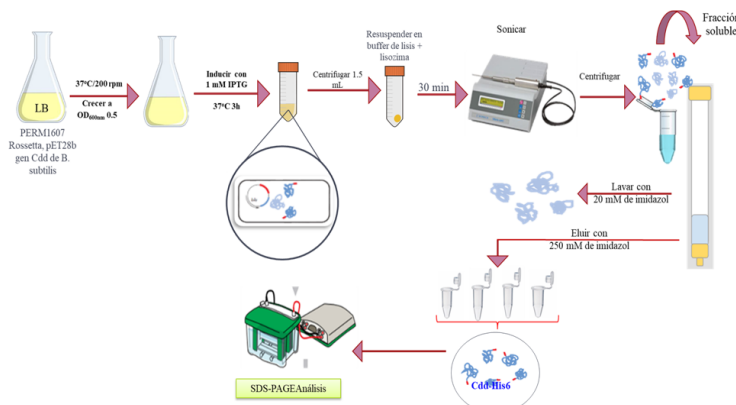 LB
PERM1607
Rossetta, pET28b
gen Cdd de B.
subtilis
37°C/200 rpm
Crecer a
OD600nm 0.5
Inducir con
1 mM IPTG
37°C 3h
Centrifugar 1.5
mL
Resuspender en
buffer de lisis +
lisozima
30 min
Sonicar
Centrifugar
Fracción
soluble
Lavar con
20 mM de imidazol
Eluir con
250 mM de imidazol
Cdd-His6
SDS-PAGEAnálisis